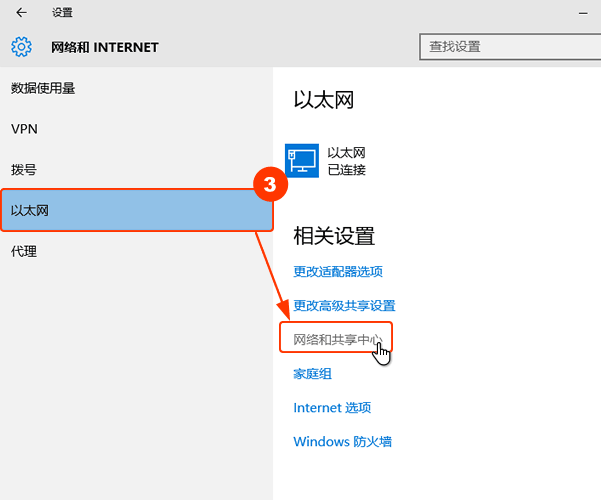 设置
网络和 INTERNET
查找设置
数据使用量
VPN
拨号
以太网
代理
3
以太网
以太网
已连接
相关设置
更改适配器选项
更改高级共享设置
网络和共享中心
家庭组
Internet 选项
Windows 防火墙